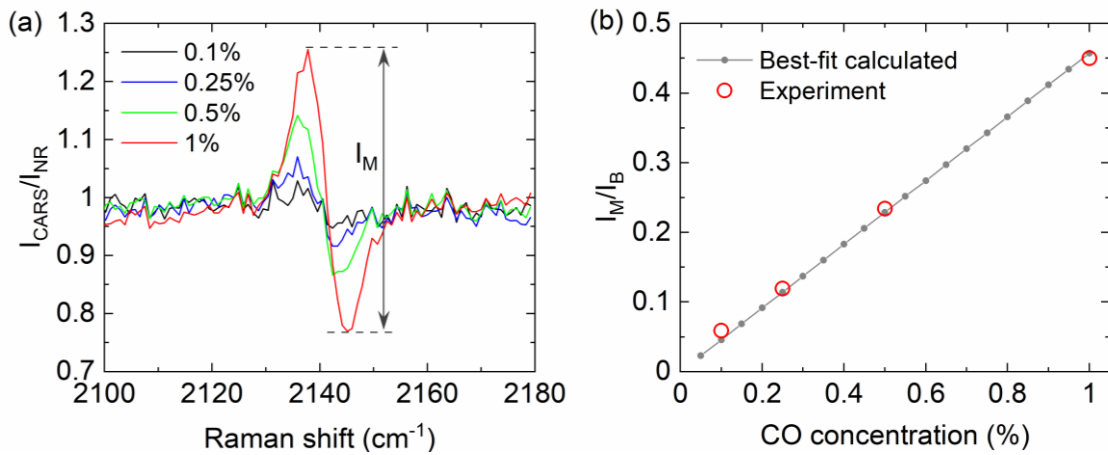 (a)
1.3
1.2
1.1
1
0.9
0.8
0.7
I_CARS/I_NR
0.1%
0.25%
0.5%
1%
I_M
2100 2120 2140 2160 2180
Raman shift (cm⁻¹)
(b)
0.5
0.4
0.3
0.2
0.1
0
I_M/I_B
Best-fit calculated
Experiment
0 0.2 0.4 0.6 0.8 1
CO concentration (%)